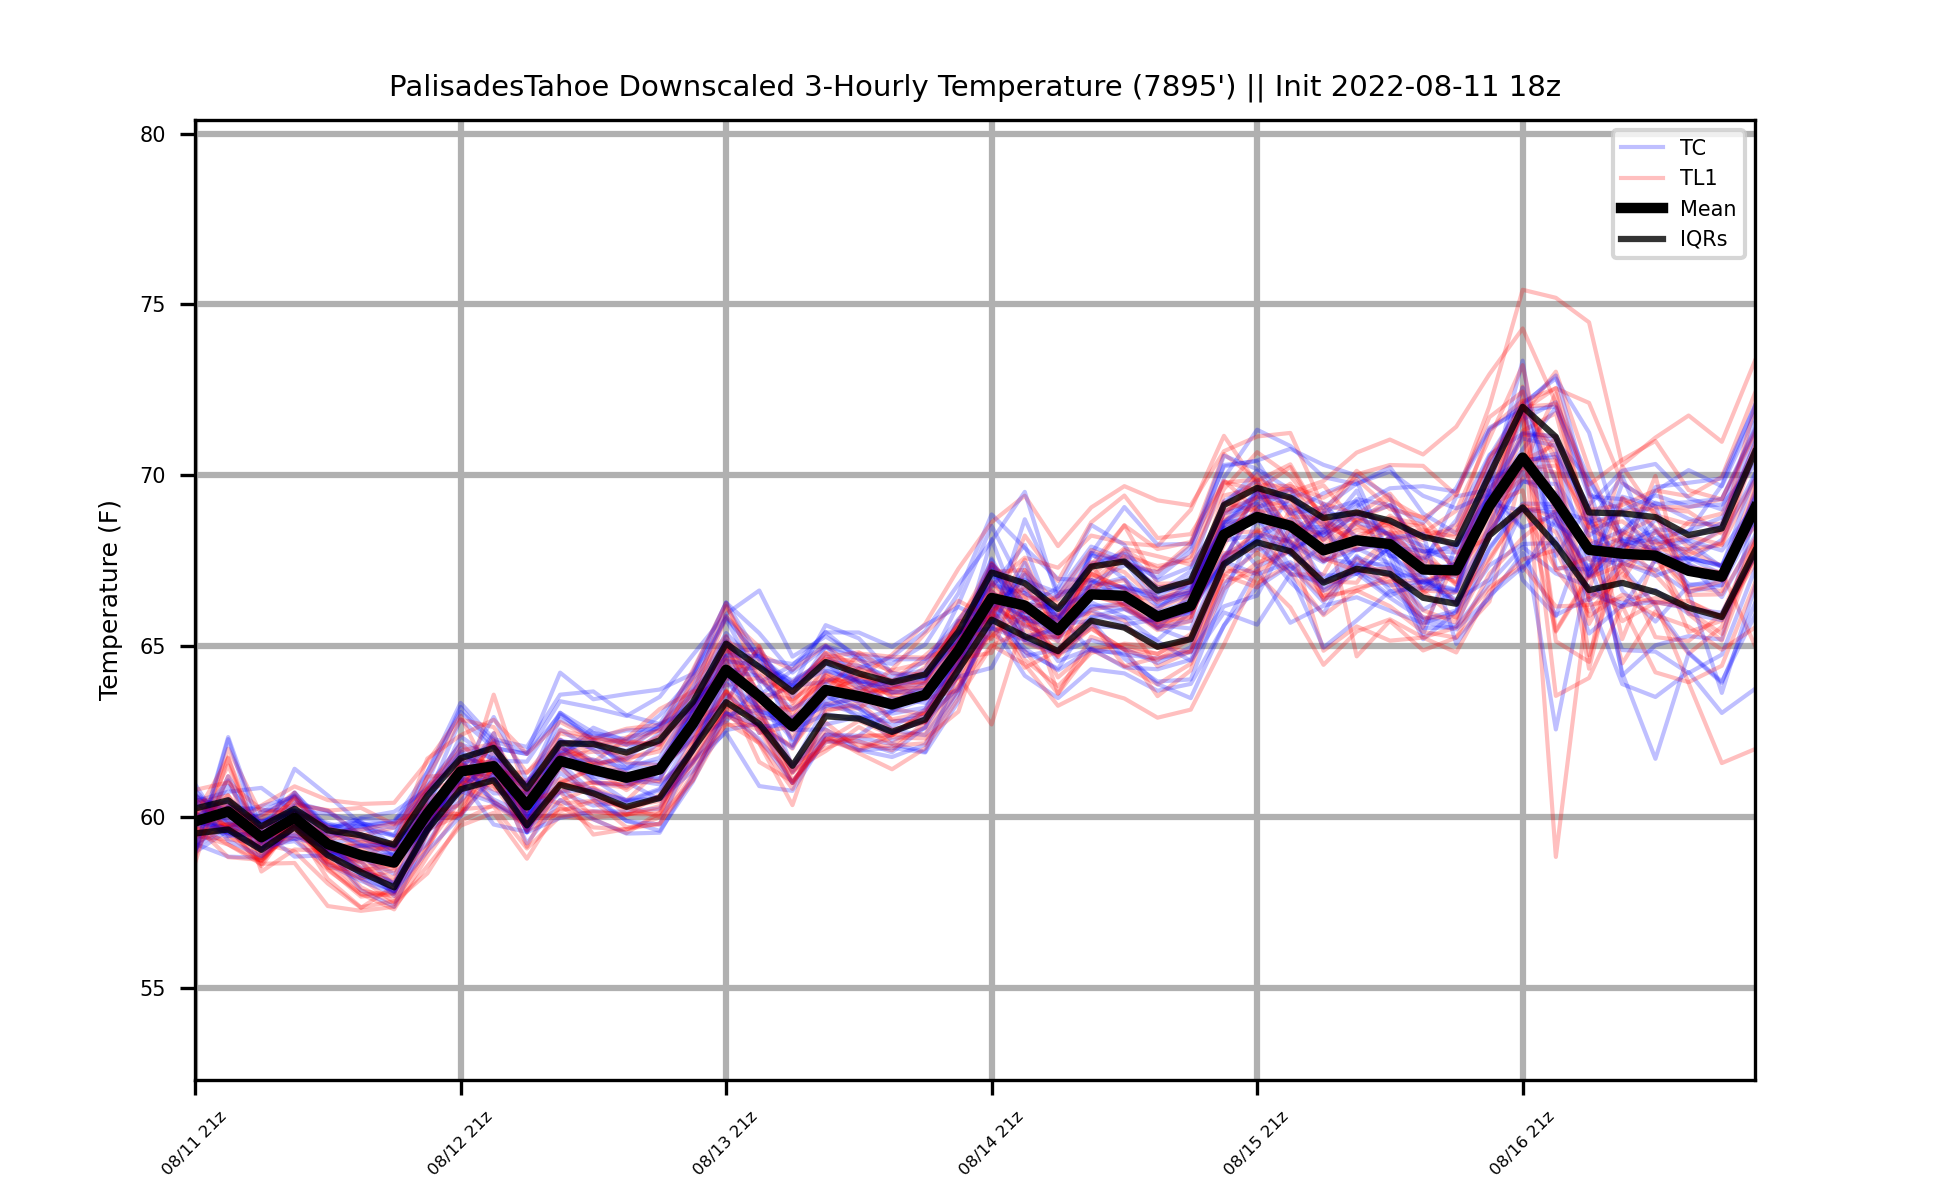 PalisadesTahoe Downscaled 3-Hourly Temperature (7895') || Init 2022-08-11 18z
TC
TL1
Mean
IQRs
Temperature (F)
80
75
70
65
60
55
08/11 21z
08/12 21z
08/13 21z
08/14 21z
08/15 21z
08/16 21z